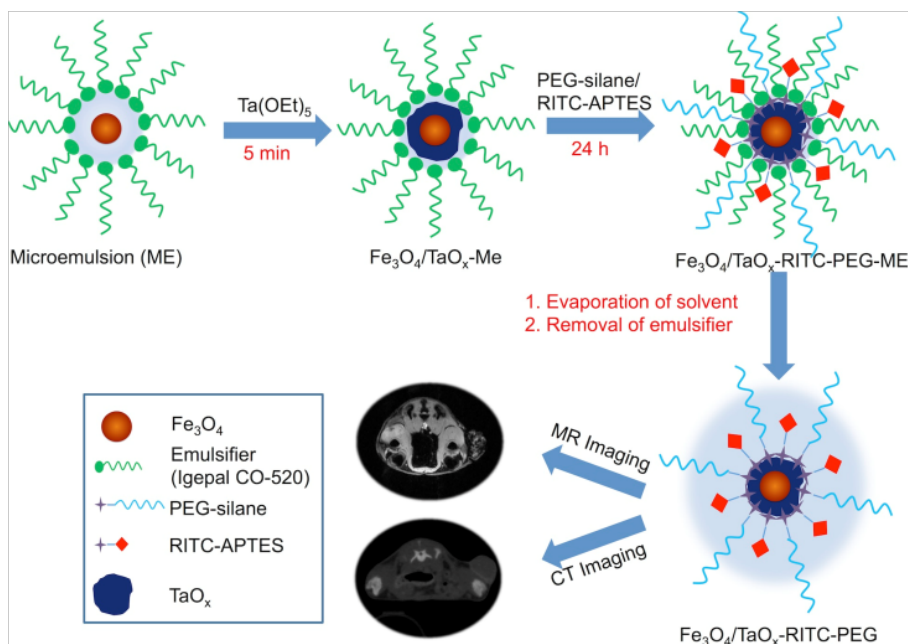 Ta(OEt)₅
5 min
PEG-silane/
RITC-APTES
24 h
Microemulsion (ME)
Fe₃O₄/TaOₓ-Me
Fe₃O₄/TaOₓ-RITC-PEG-ME
1. Evaporation of solvent
2. Removal of emulsifier
Fe₃O₄
Emulsifier
(Igepal CO-520)
PEG-silane
RITC-APTES
TaOₓ
MR Imaging
CT Imaging
Fe₃O₄/TaOₓ-RITC-PEG